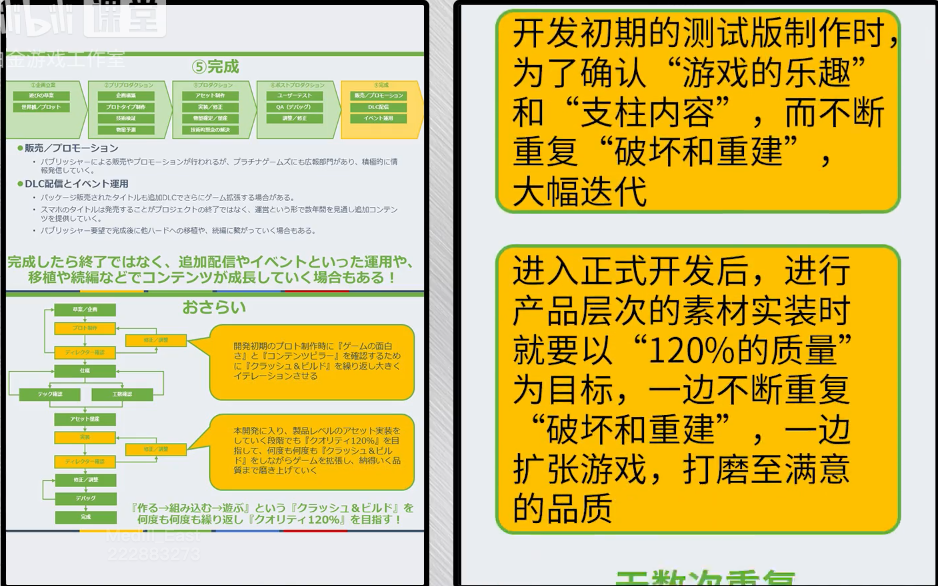 bilibili 课堂
白金游戏工作室
⑤完成
①企画立案
遊びの草案
世界観／プロット
②プリプロダクション
企画構築
プロトタイプ制作
技術検証
物量予測
③プロダクション
アセット制作
実装／修正
物量確定／量産
技術的問題の解決
④ポストプロダクション
ユーザーテスト
QA（デバッグ）
調整／修正
⑤完成
販売／プロモーション
DLC配信
イベント運用
●販売／プロモーション
• パブリッシャーによる販売やプロモーションが行われるが、プラチナゲームズにも広報部門があり、積極的に情
報発信していく。
●DLC配信とイベント運用
• パッケージ販売されたタイトルも追加DLCでさらにゲーム拡張する場合がある。
• スマホのタイトルは発売することがプロジェクトの終了ではなく、運営という形で数年間を見通し追加コンテン
ツを提供していく。
• パブリッシャー要望で完成後に他ハードへの移植や、続編に繋がっていく場合もある。
完成したら終了ではなく、追加配信やイベントといった運用や、
移植や続編などでコンテンツが成長していく場合もある！
おさらい
草案／企画
プロト制作
修正／調整
ディレクター確認
仕様
テック確認
工期確認
アセット量産
実装
修正／調整
ディレクター確認
修正／調整
デバッグ
完成
開発初期のプロト制作時に『ゲームの面白
さ』と『コンテンツピラー』を確認するため
に『クラッシュ＆ビルド』を繰り返し大きく
イテレーションさせる
本開発に入り、製品レベルのアセット実装を
していく段階でも『クオリティ120%』を目
指して、何度も何度も『クラッシュ＆ビル
ド』をしながらゲームを拡張し、納得いく品
質まで磨き上げていく
『作る→組み込む→遊ぶ』という『クラッシュ＆ビルド』を
何度も何度も繰り返し『クオリティ120%』を目指す！
222883273
开发初期的测试版制作时，
为了确认“游戏的乐趣”
和“支柱内容”，而不断
重复“破坏和重建”，
大幅迭代
进入正式开发后，进行
产品层次的素材实装时
就要以“120%的质量”
为目标，一边不断重复
“破坏和重建”，一边
扩张游戏，打磨至满意
的品质
无数次重复